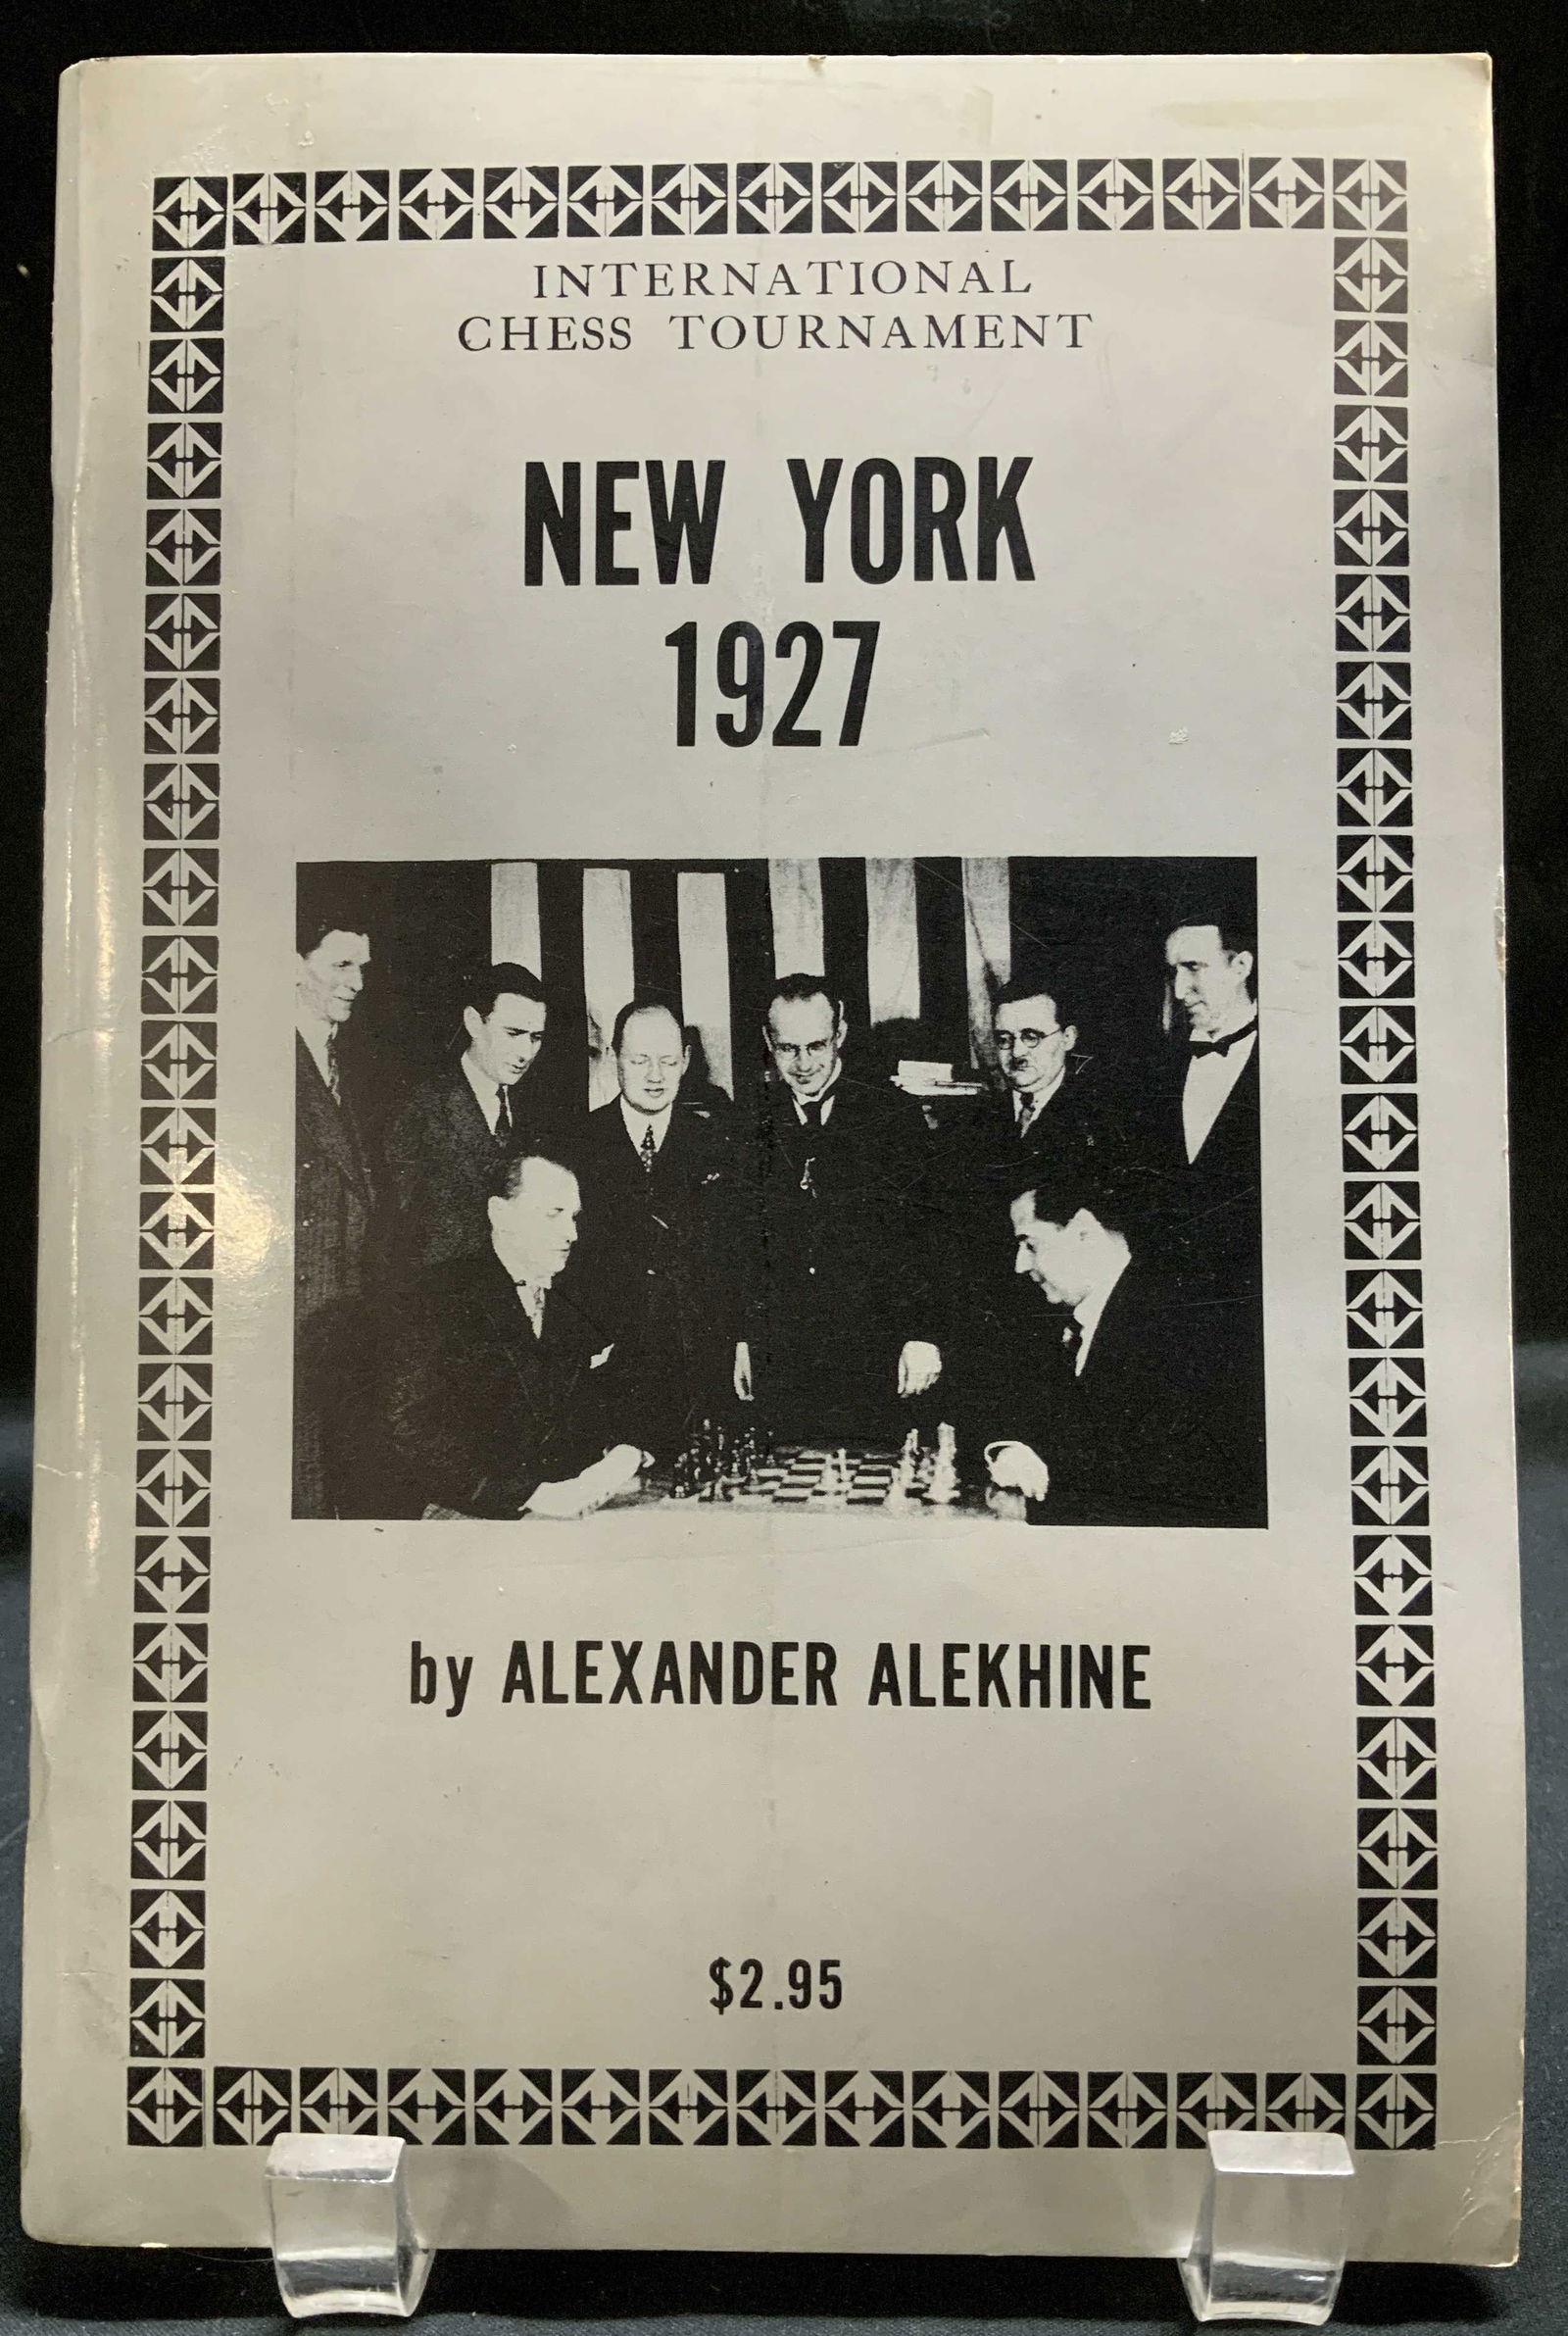 INTERNATIONAL
CHESS TOURNAMENT
NEW YORK
1927
by ALEXANDER ALEKHINE
$2.95